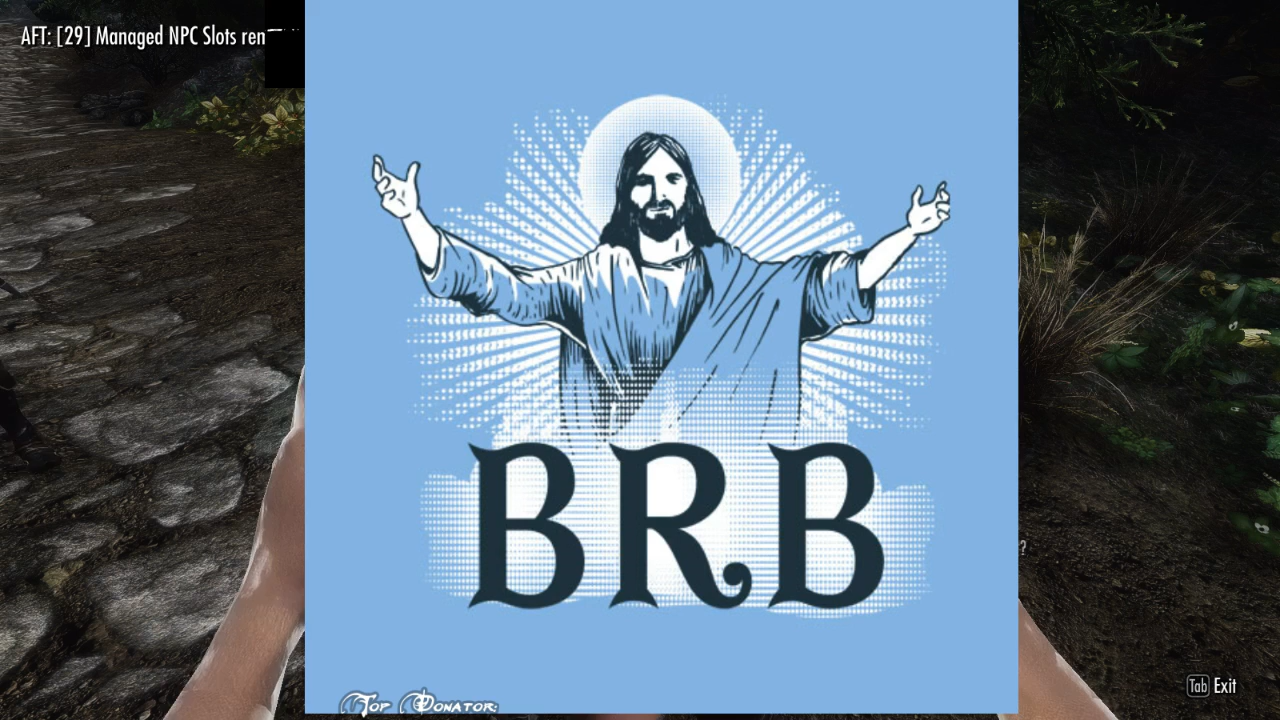 AFT: [29] Managed NPC Slots
BRB
?
Tab Exit
Top Donator: